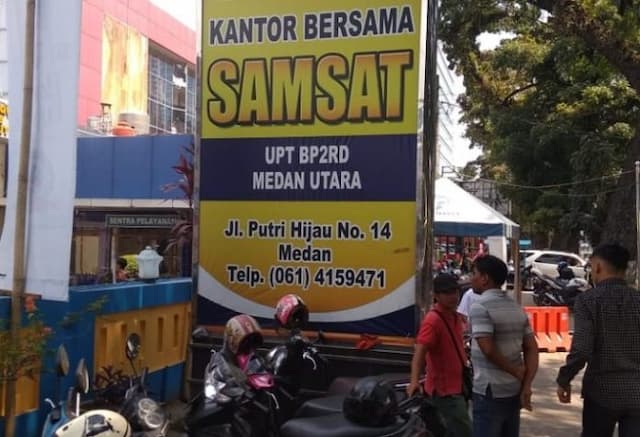 KANTOR BERSAMA
SAMSAT
UPT BP2RD
MEDAN UTARA
Jl. Putri Hijau No. 14
Medan
Telp. (061) 4159471
SENTRA PELAYANAN